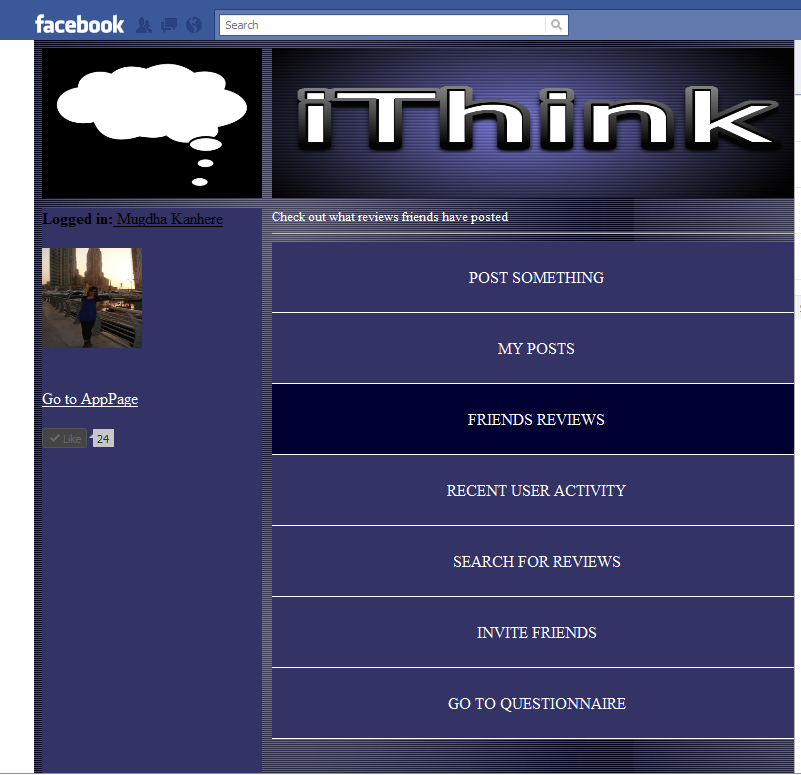 facebook
Search
iThink
Logged in: Mugdha Kanhere
Check out what reviews friends have posted
Go to AppPage
Like 24
POST SOMETHING
MY POSTS
FRIENDS REVIEWS
RECENT USER ACTIVITY
SEARCH FOR REVIEWS
INVITE FRIENDS
GO TO QUESTIONNAIRE